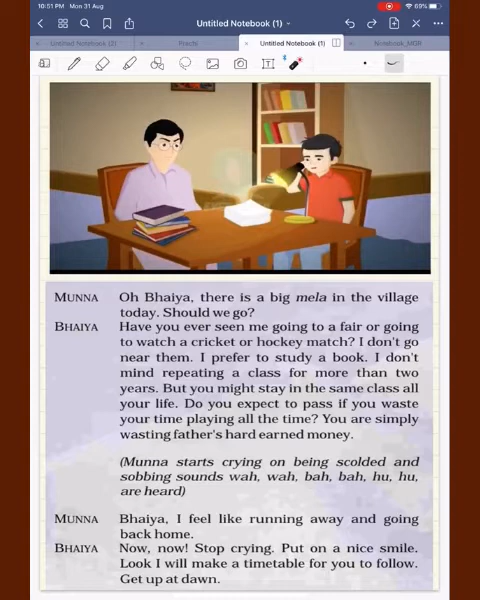 10:51 PM Mon 31 Aug
69%
Untitled Notebook (1)
Untitled Notebook (2)
Prachi
Untitled Notebook (1)
Notebook_MDR
MUNNA Oh Bhaiya, there is a big mela in the village
today. Should we go?
BHAIYA Have you ever seen me going to a fair or going
to watch a cricket or hockey match? I don't go
near them. I prefer to study a book. I don't
mind repeating a class for more than two
years. But you might stay in the same class all
your life. Do you expect to pass if you waste
your time playing all the time? You are simply
wasting father's hard earned money.
(Munna starts crying on being scolded and
sobbing sounds wah, wah, bah, bah, hu, hu,
are heard)
MUNNA Bhaiya, I feel like running away and going
back home.
BHAIYA Now, now! Stop crying. Put on a nice smile.
Look I will make a timetable for you to follow.
Get up at dawn.